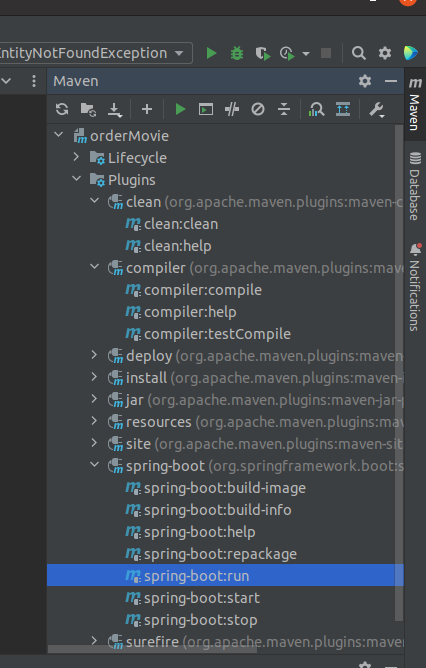 EntityNotFoundException
Maven
orderMovie
Lifecycle
Plugins
clean (org.apache.maven.plugins:maven-c
clean:clean
clean:help
compiler (org.apache.maven.plugins:mave
compiler:compile
compiler:help
compiler:testCompile
deploy (org.apache.maven.plugins:maven-
install (org.apache.maven.plugins:maven-
jar (org.apache.maven.plugins:maven-jar-p
resources (org.apache.maven.plugins:mav
site (org.apache.maven.plugins:maven-sit
spring-boot (org.springframework.boot:s
spring-boot:build-image
spring-boot:build-info
spring-boot:help
spring-boot:repackage
spring-boot:run
spring-boot:start
spring-boot:stop
surefire (org.apache.maven.plugins:maven
Maven
Database
Notifications